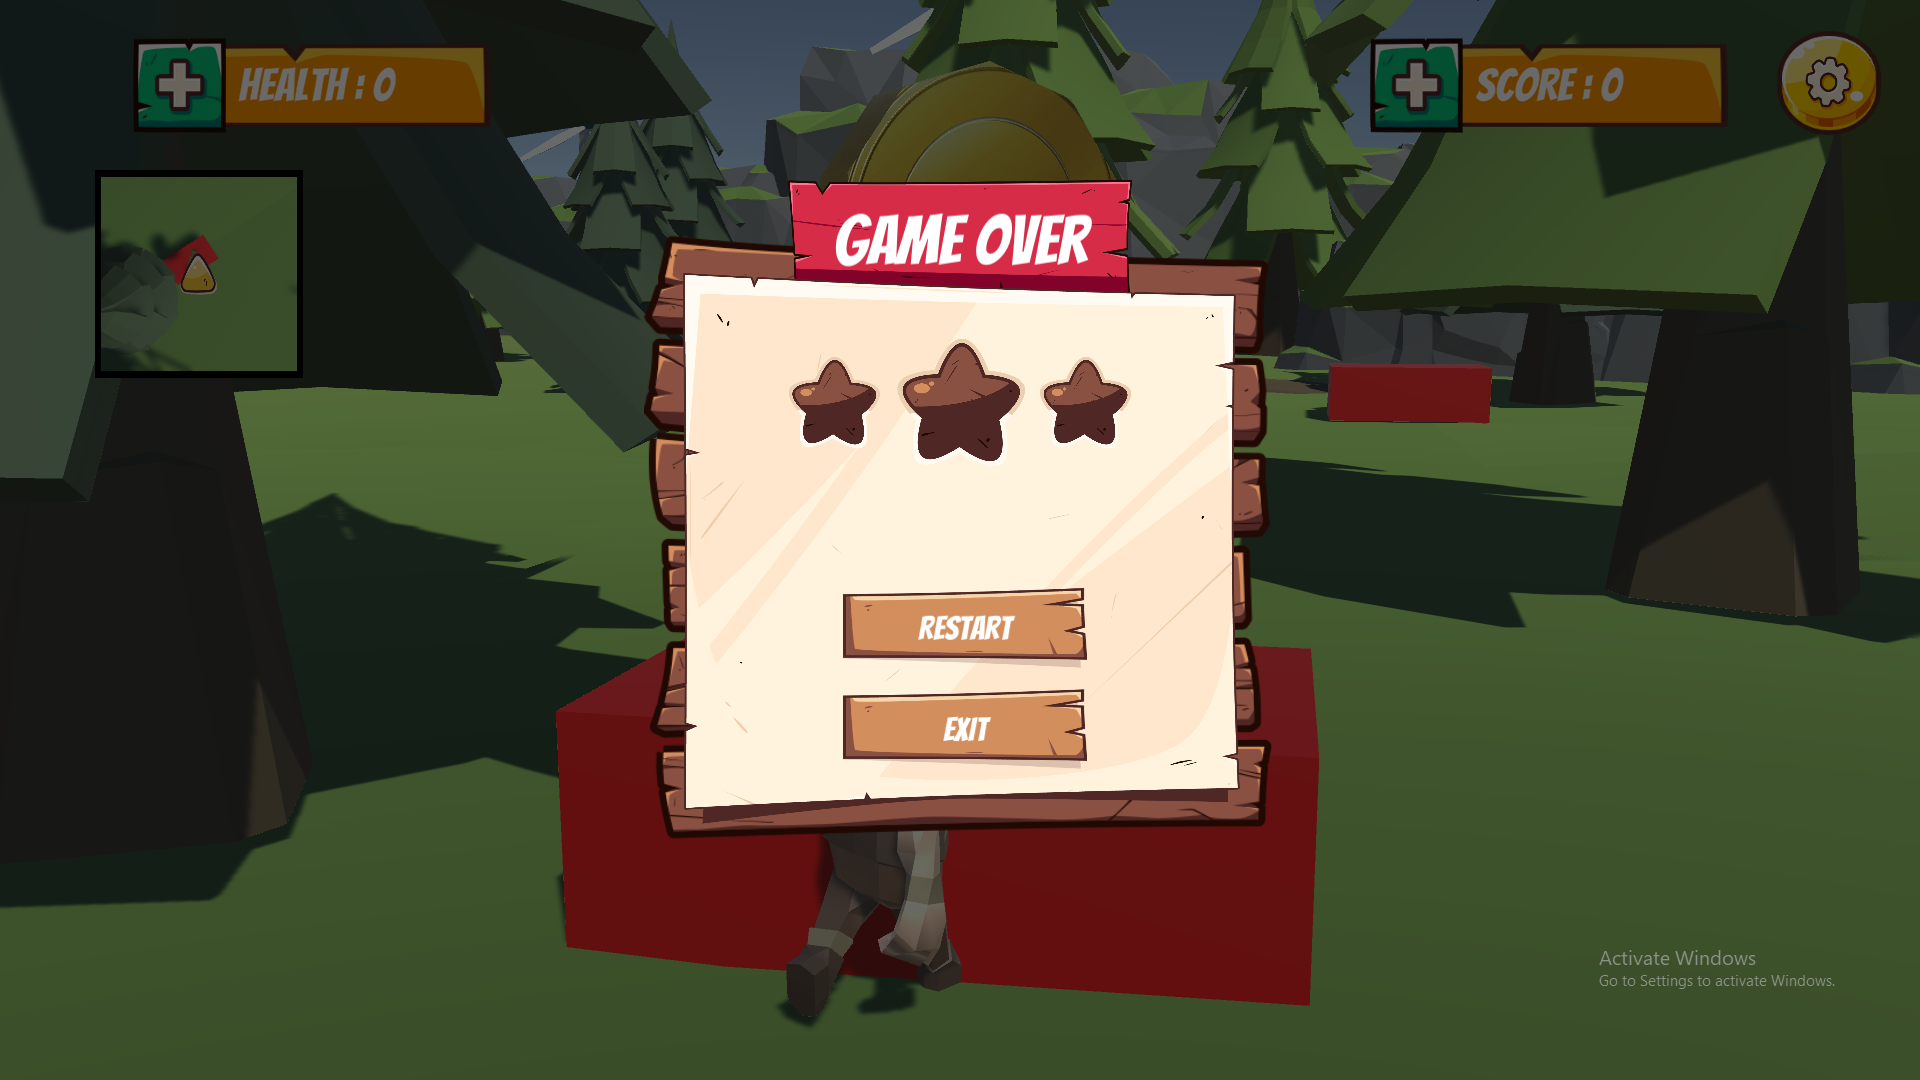 HEALTH : 0
SCORE : 0
GAME OVER
RESTART
EXIT
Activate Windows
Go to Settings to activate Windows.